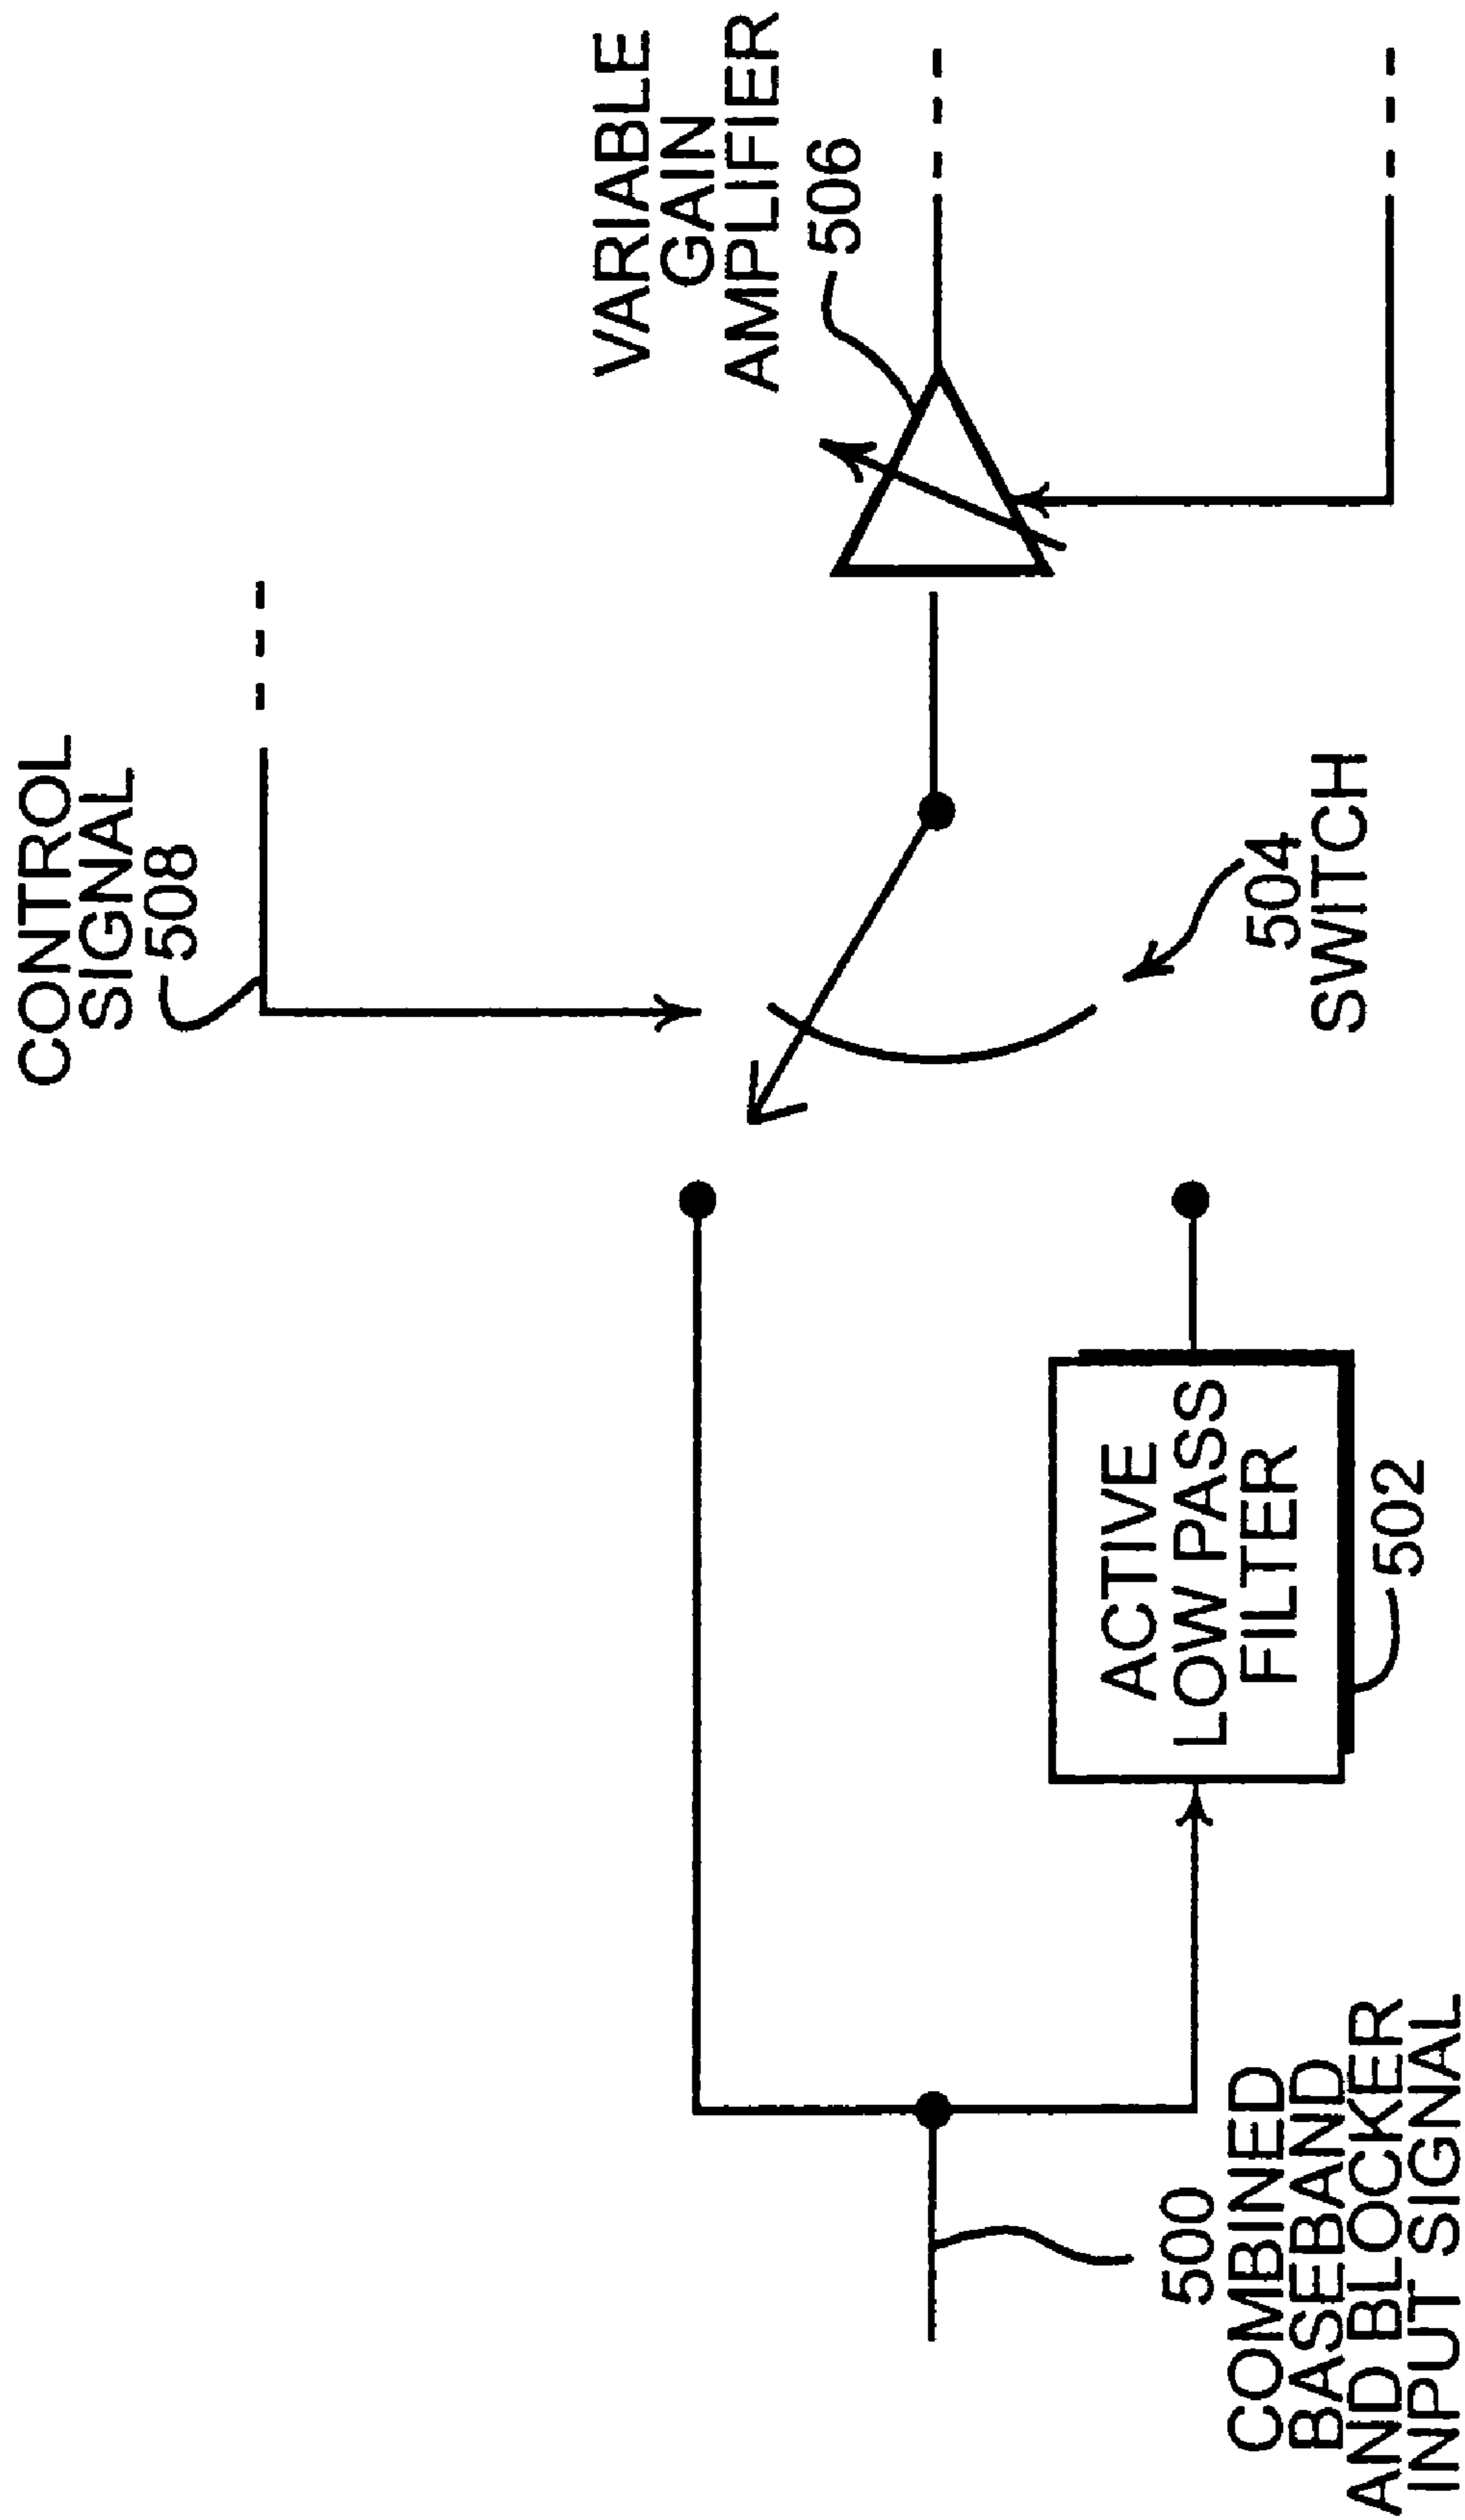 CONTROL
SIGNAL
508
VARIABLE
GAIN
AMPLIFIER
506
504
SWITCH
ACTIVE
LOW PASS
FILTER
502
500
COMBINED
BASEBAND
AND BLOCKER
INPUT SIGNAL